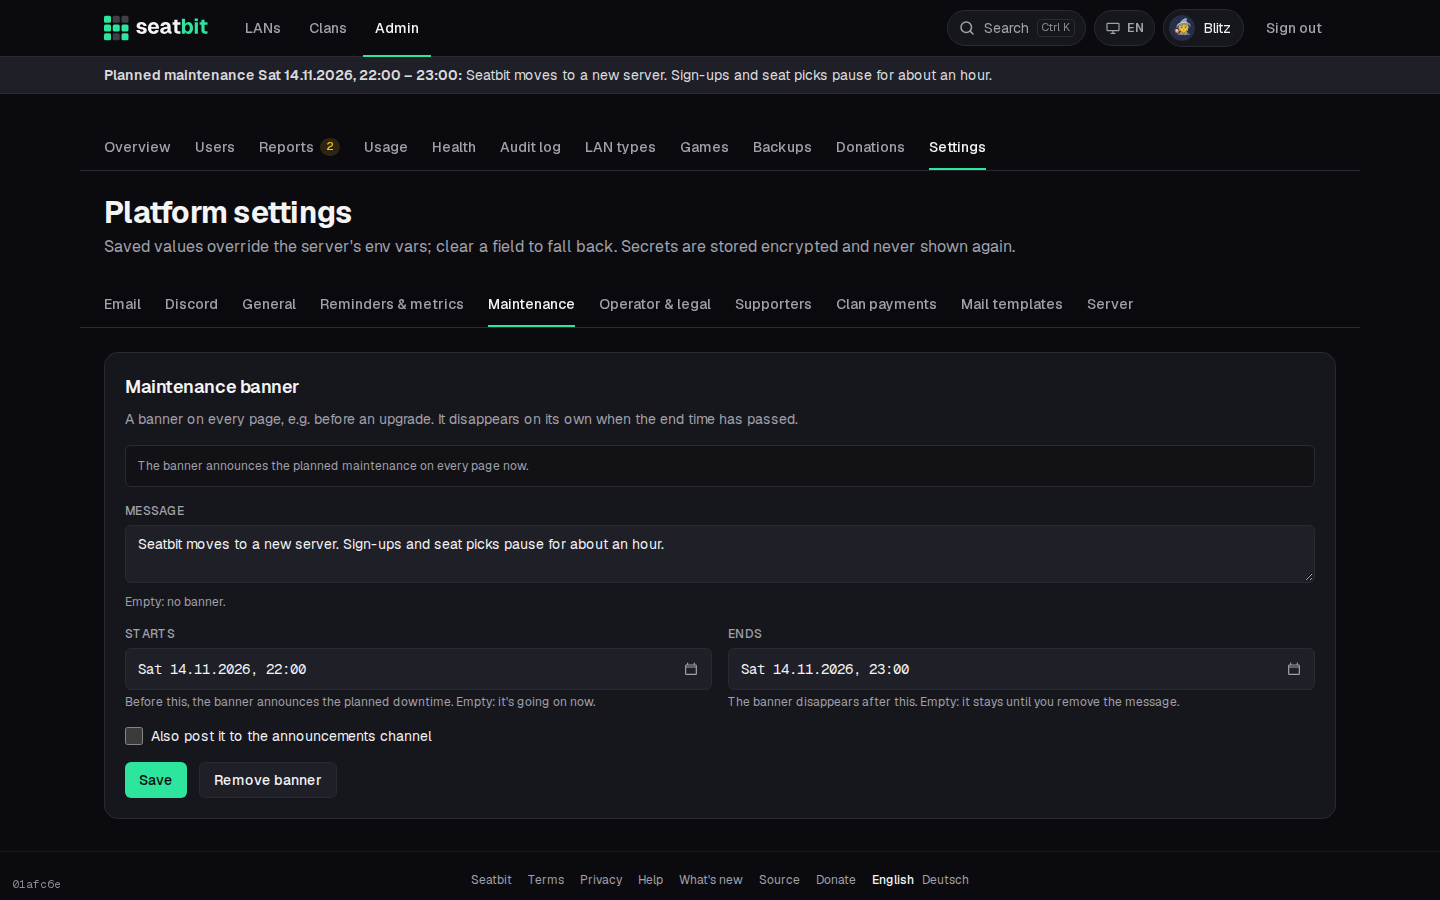 seatbit LANs Clans Admin Search Ctrl K EN Blitz Sign out
Planned maintenance Sat 14.11.2026, 22:00 – 23:00: Seatbit moves to a new server. Sign-ups and seat picks pause for about an hour.
Overview Users Reports 2 Usage Health Audit log LAN types Games Backups Donations Settings
Platform settings
Saved values override the server's env vars; clear a field to fall back. Secrets are stored encrypted and never shown again.
Email Discord General Reminders & metrics Maintenance Operator & legal Supporters Clan payments Mail templates Server
Maintenance banner
A banner on every page, e.g. before an upgrade. It disappears on its own when the end time has passed.
The banner announces the planned maintenance on every page now.
MESSAGE
Seatbit moves to a new server. Sign-ups and seat picks pause for about an hour.
Empty: no banner.
STARTS ENDS
Sat 14.11.2026, 22:00 Sat 14.11.2026, 23:00
Before this, the banner announces the planned downtime. Empty: it's going on now. The banner disappears after this. Empty: it stays until you remove the message.
Also post it to the announcements channel
Save Remove banner
01afc6e Seatbit Terms Privacy Help What's new Source Donate English Deutsch